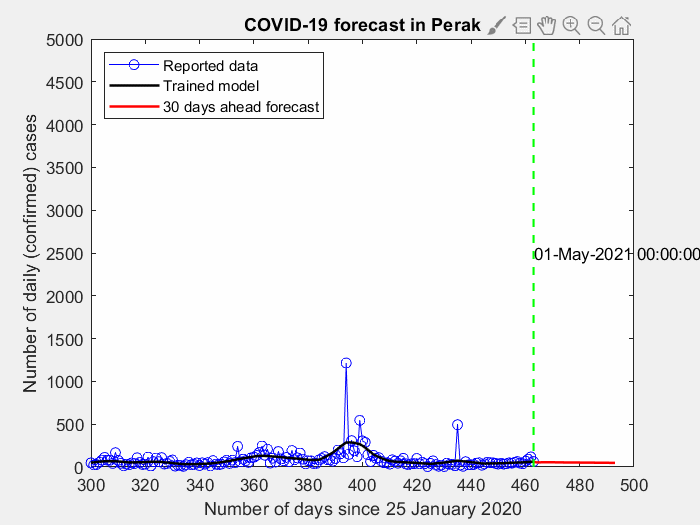 COVID-19 forecast in Perak
Number of daily (confirmed) cases
5000
4500
4000
3500
3000
2500
2000
1500
1000
500
0
Reported data
Trained model
30 days ahead forecast
01-May-2021 00:00:00
300 320 340 360 380 400 420 440 460 480 500
Number of days since 25 January 2020